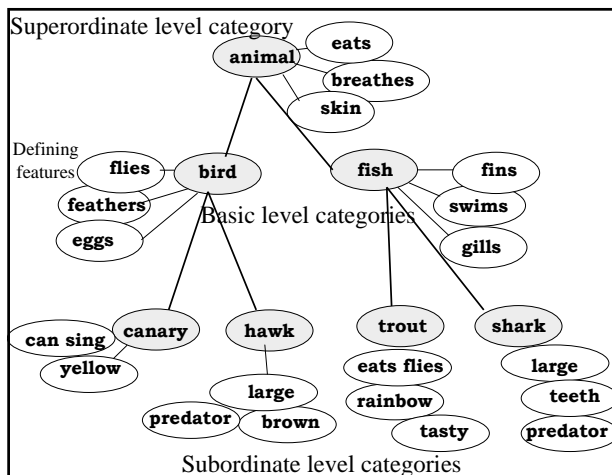 Superordinate level category
eats
animal
breathes
skin
Defining
features
flies
bird
fish
fins
feathers
swims
Basic level categories
eggs
gills
canary
hawk
trout
shark
can sing
yellow
eats flies
large
large
rainbow
teeth
predator
brown
tasty
predator
Subordinate level categories